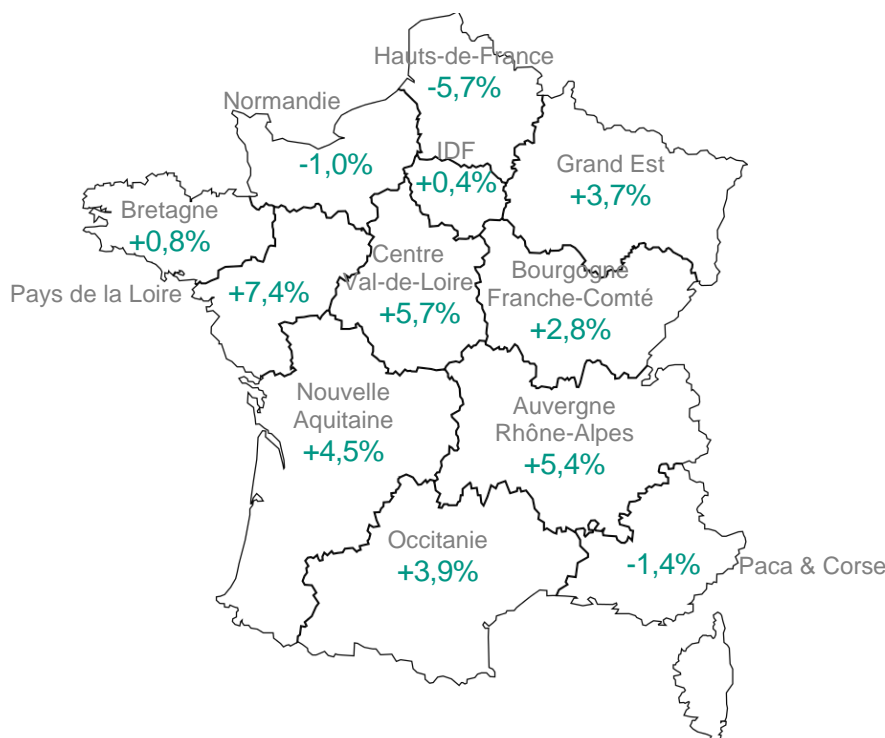 Hauts-de-France
-5,7%
Normandie
-1,0%
IDF
+0,4%
Grand Est
+3,7%
Bretagne
+0,8%
Pays de la Loire
+7,4%
Centre
Val-de-Loire
+5,7%
Bourgogne
Franche-Comté
+2,8%
Nouvelle
Aquitaine
+4,5%
Auvergne
Rhône-Alpes
+5,4%
Occitanie
+3,9%
-1,4%
Paca & Corse